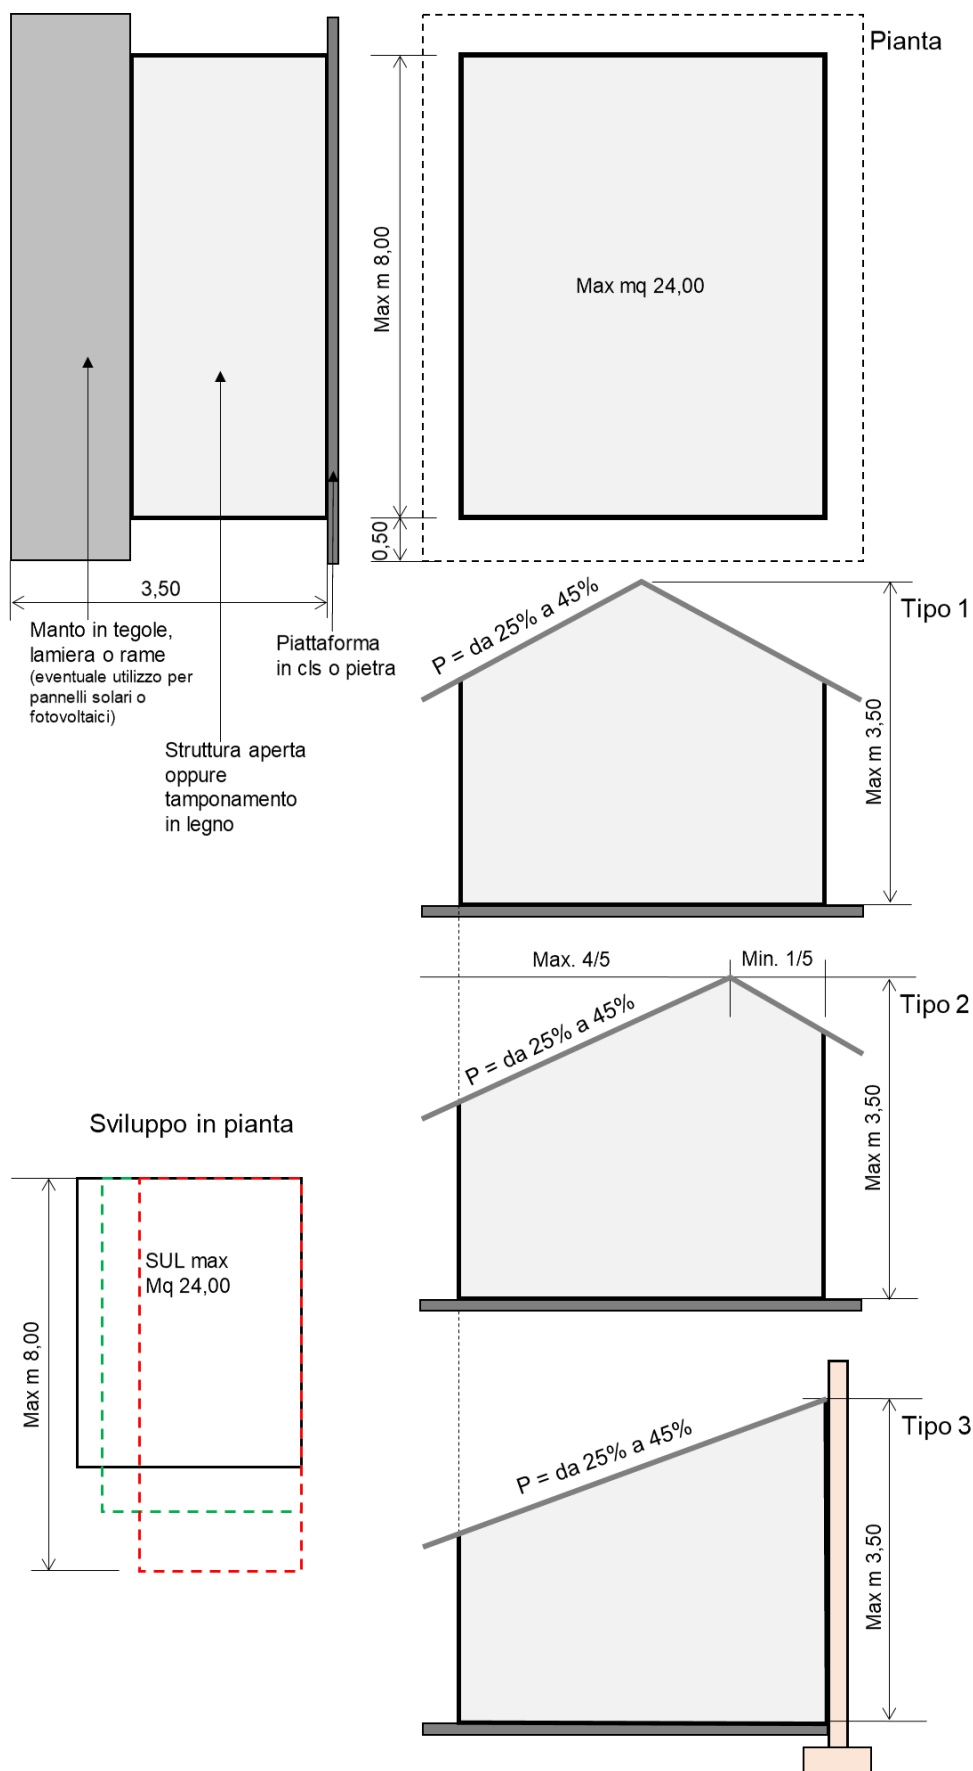 Pianta
Max m 8,00
Max mq 24,00
0,50
3,50
Manto in tegole,
lamiera o rame
(eventuale utilizzo per
pannelli solari o
fotovoltaici)
Piattaforma
in cls o pietra
Struttura aperta
oppure
tamponamento
in legno
P = da 25% a 45%
Tipo 1
Max m 3,50
Max. 4/5
Min. 1/5
P = da 25% a 45%
Tipo 2
Max m 3,50
Sviluppo in pianta
SUL max
Mq 24,00
Max m 8,00
P = da 25% a 45%
Tipo 3
Max m 3,50